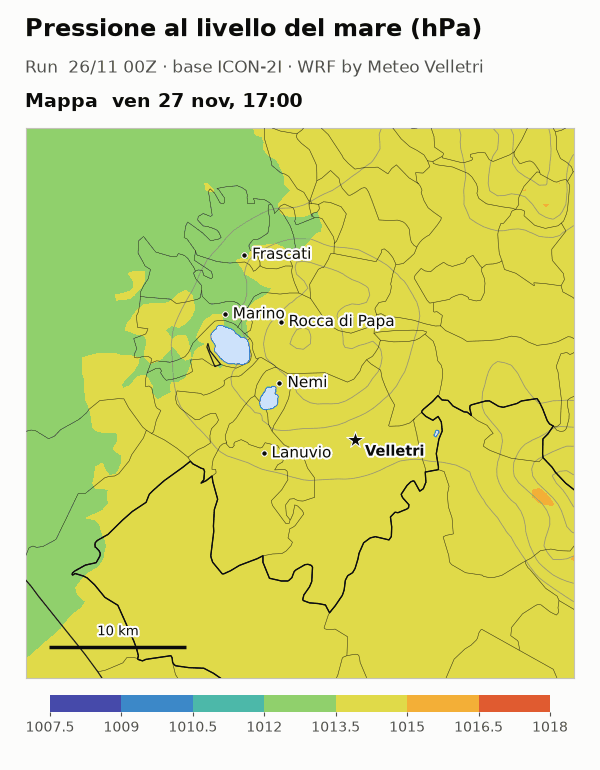 Pressione al livello del mare (hPa)
Run  26/11 00Z · base ICON-2I · WRF by Meteo Velletri
Mappa  ven 27 nov, 17:00
Frascati
Marino
Rocca di Papa
Nemi
Velletri
Lanuvio
10 km
1007.5 1009 1010.5 1012 1013.5 1015 1016.5 1018